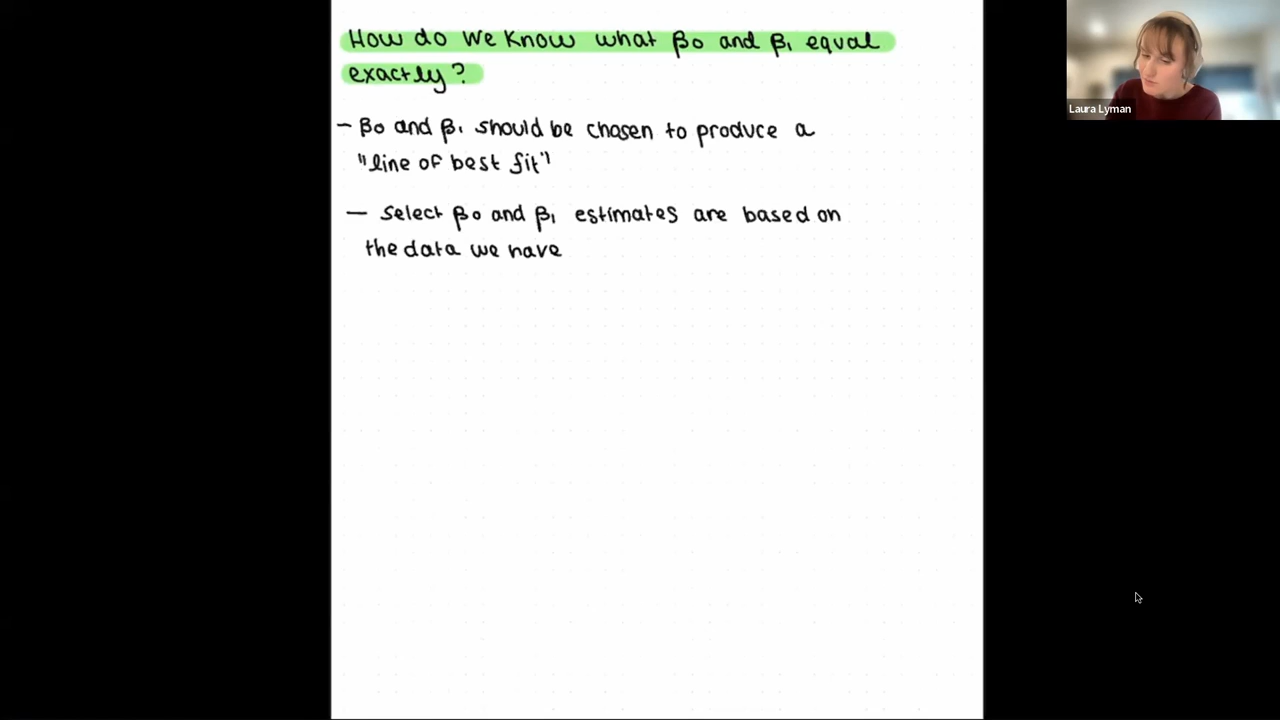 How do we know what β0 and β1 equal
exactly?
– β0 and β1 should be chosen to produce a
"line of best fit"
– Select β0 and β1 estimates are based on
the data we have
Laura Lyman